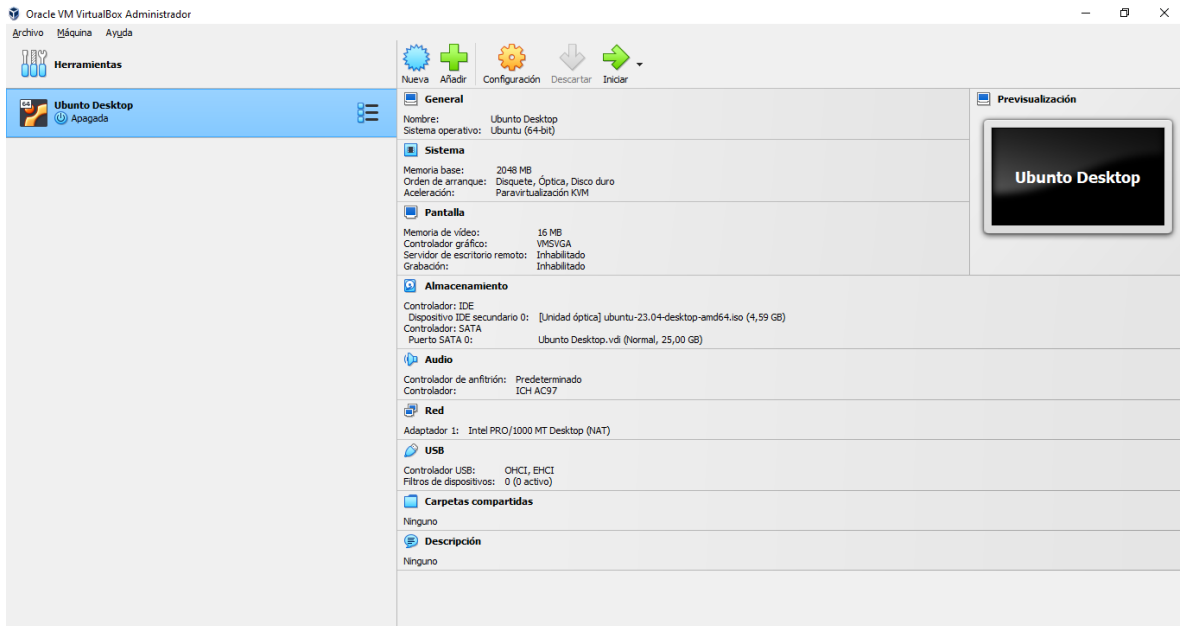 Oracle VM VirtualBox Administrador
Archivo Máquina Ayuda
Herramientas
Nueva Añadir Configuración Descartar Iniciar
64
Ubunto Desktop
Apagada
General
Nombre: Ubunto Desktop
Sistema operativo: Ubuntu (64-bit)
Previsualización
Ubunto Desktop
Sistema
Memoria base: 2048 MB
Orden de arranque: Disquete, Óptica, Disco duro
Aceleración: Paravirtualización KVM
Pantalla
Memoria de vídeo: 16 MB
Controlador gráfico: VMSVGA
Servidor de escritorio remoto: Inhabilitado
Grabación: Inhabilitado
Almacenamiento
Controlador: IDE
Dispositivo IDE secundario 0: [Unidad óptica] ubuntu-23.04-desktop-amd64.iso (4,59 GB)
Controlador: SATA
Puerto SATA 0: Ubunto Desktop.vdi (Normal, 25,00 GB)
Audio
Controlador de anfitrión: Predeterminado
Controlador: ICH AC97
Red
Adaptador 1: Intel PRO/1000 MT Desktop (NAT)
USB
Controlador USB: OHCI, EHCI
Filtros de dispositivos: 0 (0 activo)
Carpetas compartidas
Ninguno
Descripción
Ninguno